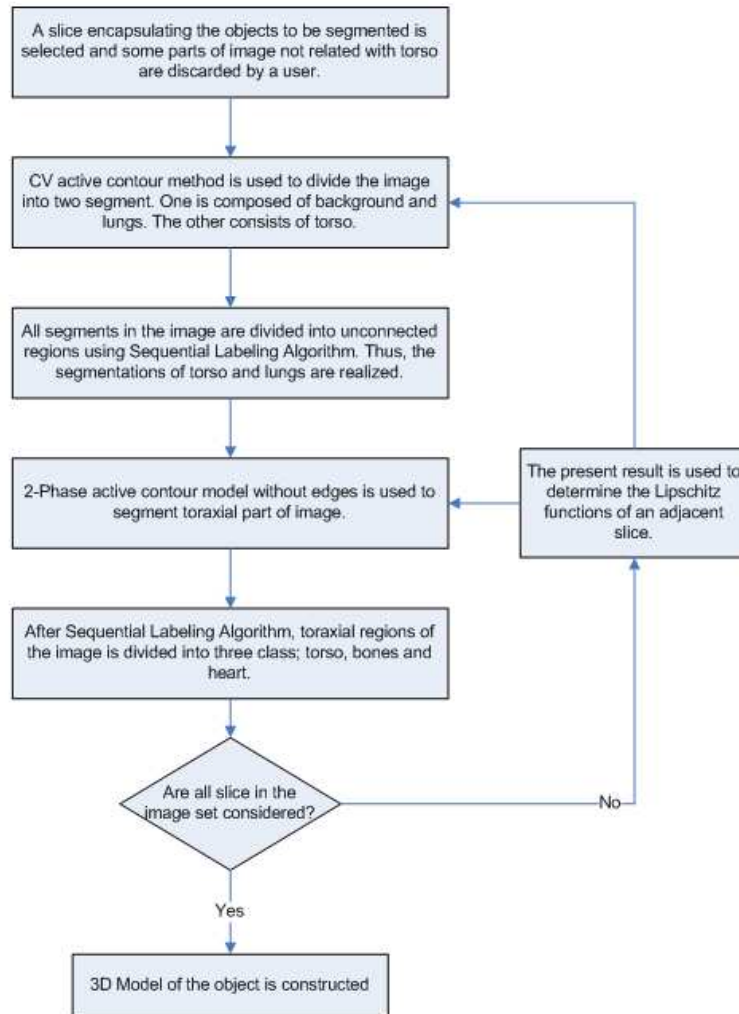 A slice encapsulating the objects to be segmented is
selected and some parts of image not related with torso
are discarded by a user.
CV active contour method is used to divide the image
into two segment. One is composed of background and
lungs. The other consists of torso.
All segments in the image are divided into unconnected
regions using Sequential Labeling Algorithm. Thus, the
segmentations of torso and lungs are realized.
2-Phase active contour model without edges is used to
segment toraxial part of image.
The present result is used to
determine the Lipschitz
functions of an adjacent
slice.
After Sequential Labeling Algorithm, toraxial regions of
the image is divided into three class; torso, bones and
heart.
Are all slice in the
image set considered?
No
Yes
3D Model of the object is constructed